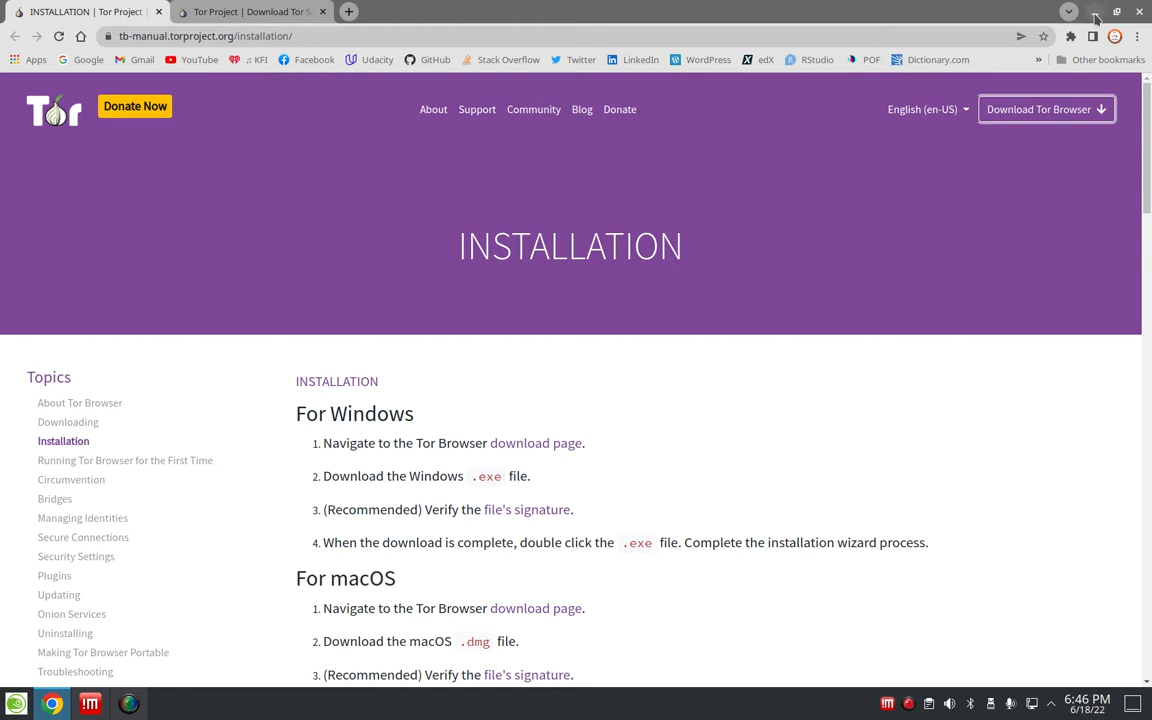 INSTALLATION | Tor Project
Tor Project | Download Tor S
tb-manual.torproject.org/installation/
Apps Google Gmail YouTube ♫ KFI Facebook Udacity GitHub Stack Overflow Twitter LinkedIn WordPress edX RStudio POF Dictionary.com » Other bookmarks
Tor Donate Now About Support Community Blog Donate English (en-US) Download Tor Browser ↓
INSTALLATION
Topics
About Tor Browser
Downloading
Installation
Running Tor Browser for the First Time
Circumvention
Bridges
Managing Identities
Secure Connections
Security Settings
Plugins
Updating
Onion Services
Uninstalling
Making Tor Browser Portable
Troubleshooting
INSTALLATION
For Windows
1. Navigate to the Tor Browser download page.
2. Download the Windows .exe file.
3. (Recommended) Verify the file's signature.
4. When the download is complete, double click the .exe file. Complete the installation wizard process.
For macOS
1. Navigate to the Tor Browser download page.
2. Download the macOS .dmg file.
3. (Recommended) Verify the file's signature.
!M !M 6:46 PM
6/18/22